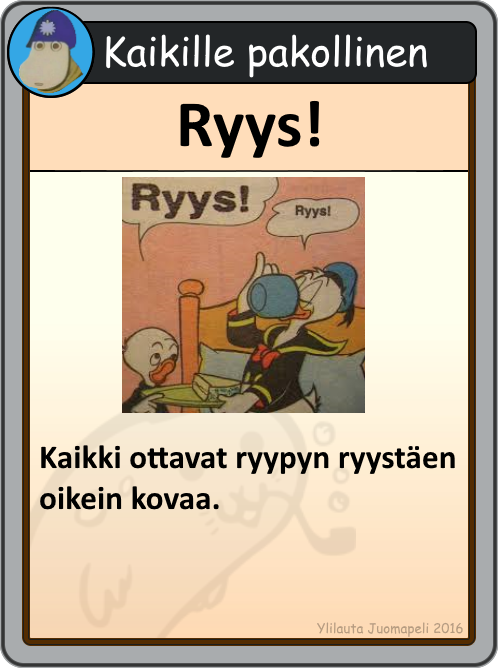 Kaikille pakollinen
Ryys!
Ryys!
Ryys!
Kaikki ottavat ryypyn ryystäen
oikein kovaa.
Ylilauta Juomapeli 2016